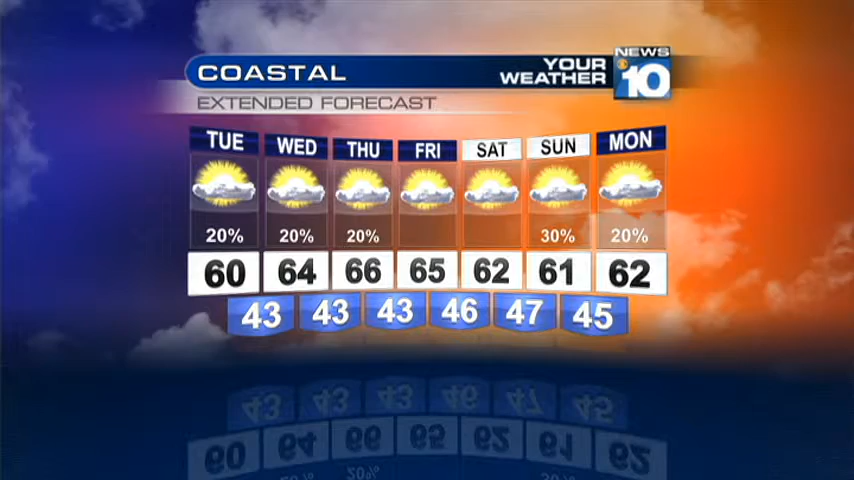 NEWS
COASTAL YOUR
WEATHER 10
EXTENDED FORECAST
TUE WED THU FRI SAT SUN MON
20% 20% 20% 30% 20%
60 64 66 65 62 61 62
43 43 43 46 47 45